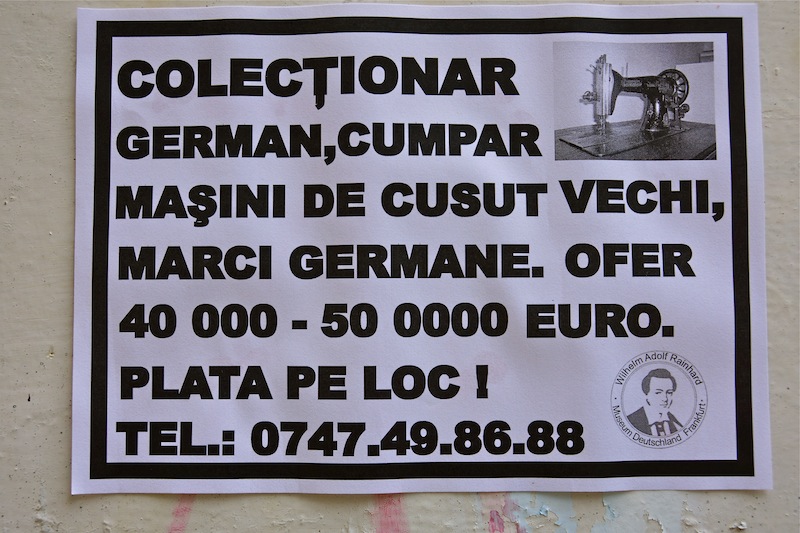 COLECȚIONAR
GERMAN,CUMPAR
MAŞINI DE CUSUT VECHI,
MARCI GERMANE. OFER
40 000 - 50 0000 EURO.
PLATA PE LOC !
TEL.: 0747.49.86.88
Wilhelm Adolf Rainhard
Museum Deutschland Frankfurt